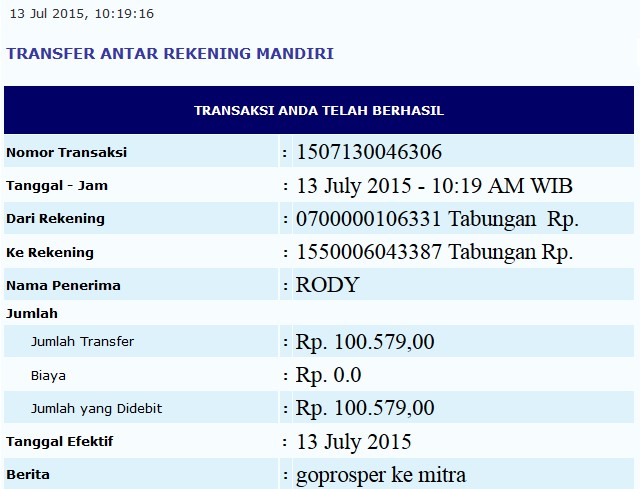 13 Jul 2015, 10:19:16
TRANSFER ANTAR REKENING MANDIRI
TRANSAKSI ANDA TELAH BERHASIL
Nomor Transaksi : 1507130046306
Tanggal - Jam : 13 July 2015 - 10:19 AM WIB
Dari Rekening : 0700000106331 Tabungan Rp.
Ke Rekening : 1550006043387 Tabungan Rp.
Nama Penerima : RODY
Jumlah
Jumlah Transfer : Rp. 100.579,00
Biaya : Rp. 0.0
Jumlah yang Didebit : Rp. 100.579,00
Tanggal Efektif : 13 July 2015
Berita : goprosper ke mitra